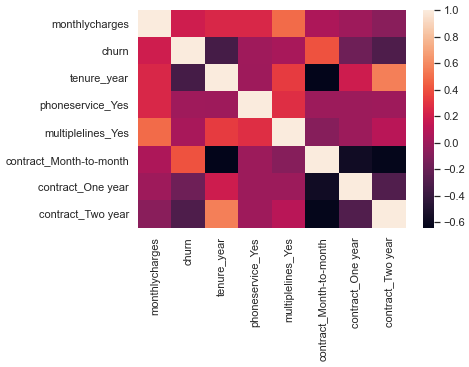 monthlycharges
churn
tenure_year
phoneservice_Yes
multiplelines_Yes
contract_Month-to-month
contract_One year
contract_Two year
monthlycharges
churn
tenure_year
phoneservice_Yes
multiplelines_Yes
contract_Month-to-month
contract_One year
contract_Two year
1.0
0.8
0.6
0.4
0.2
0.0
−0.2
−0.4
−0.6